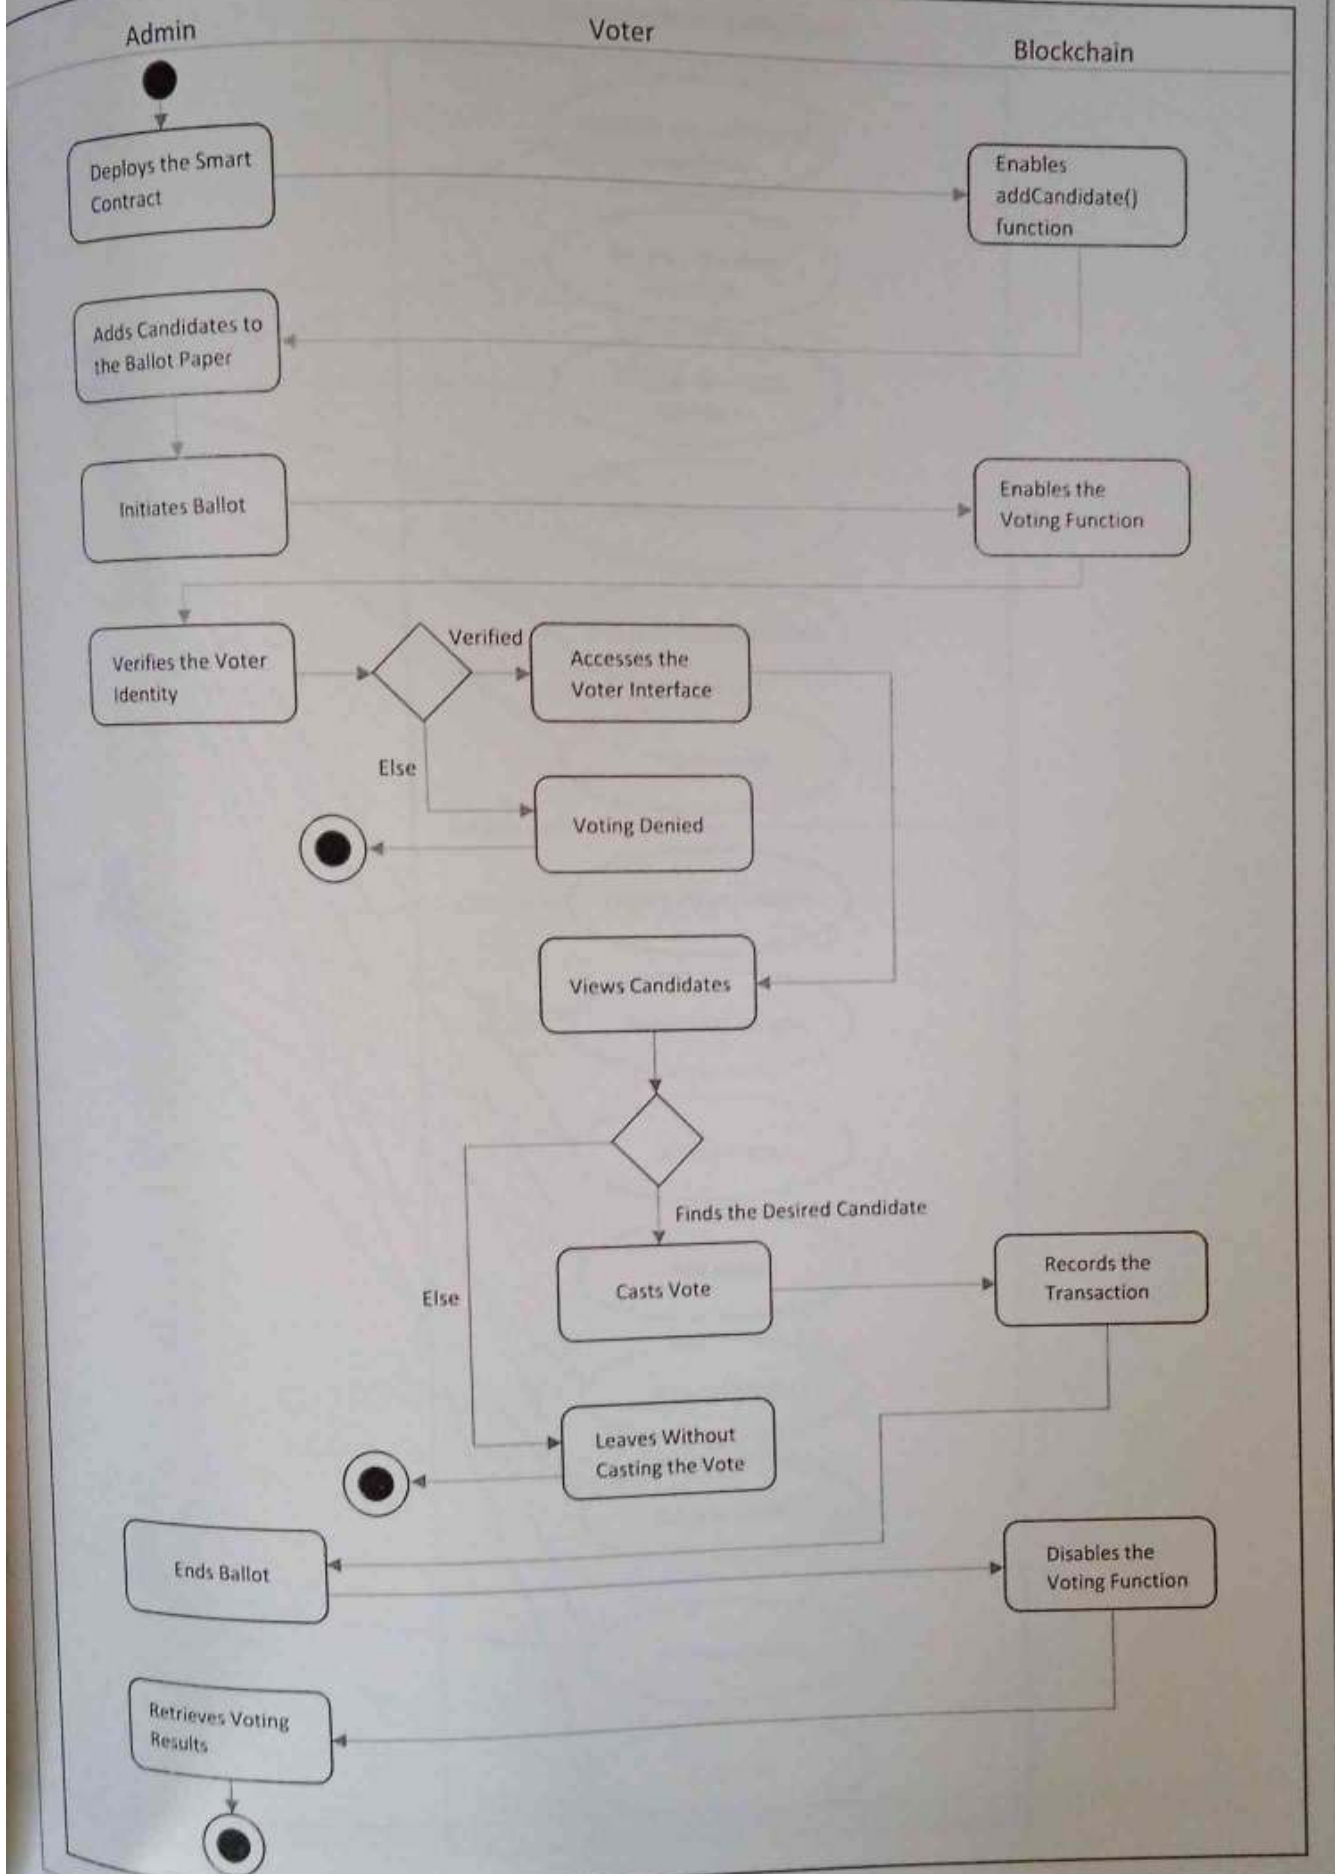 Admin
Voter
Blockchain
Deploys the Smart
Contract
Enables
addCandidate()
function
Adds Candidates to
the Ballot Paper
Initiates Ballot
Enables the
Voting Function
Verifies the Voter
Identity
Verified
Accesses the
Voter Interface
Else
Voting Denied
Views Candidates
Finds the Desired Candidate
Else
Casts Vote
Records the
Transaction
Leaves Without
Casting the Vote
Ends Ballot
Disables the
Voting Function
Retrieves Voting
Results